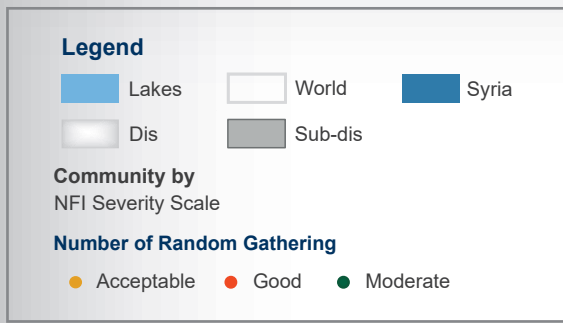 Legend
Lakes World Syria
Dis Sub-dis
Community by
NFI Severity Scale
Number of Random Gathering
Acceptable Good Moderate